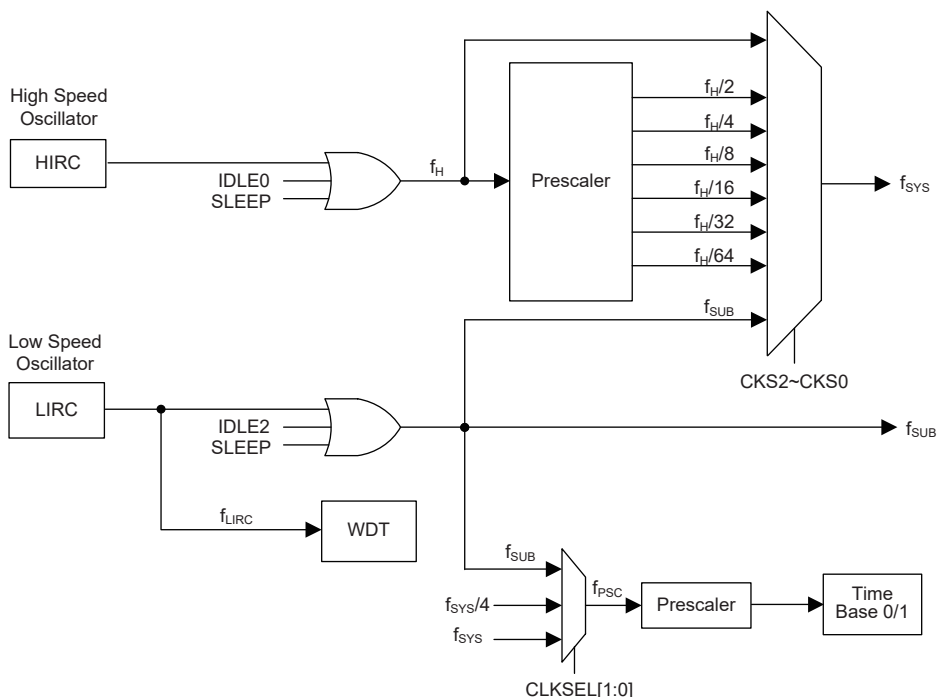 High Speed
Oscillator
HIRC
IDLE0
SLEEP
fH
Prescaler
fH/2
fH/4
fH/8
fH/16
fH/32
fH/64
fSUB
CKS2~CKS0
fSYS
Low Speed
Oscillator
LIRC
IDLE2
SLEEP
fSUB
fLIRC
WDT
fSUB
fSYS/4
fSYS
CLKSEL[1:0]
fPSC
Prescaler
Time
Base 0/1